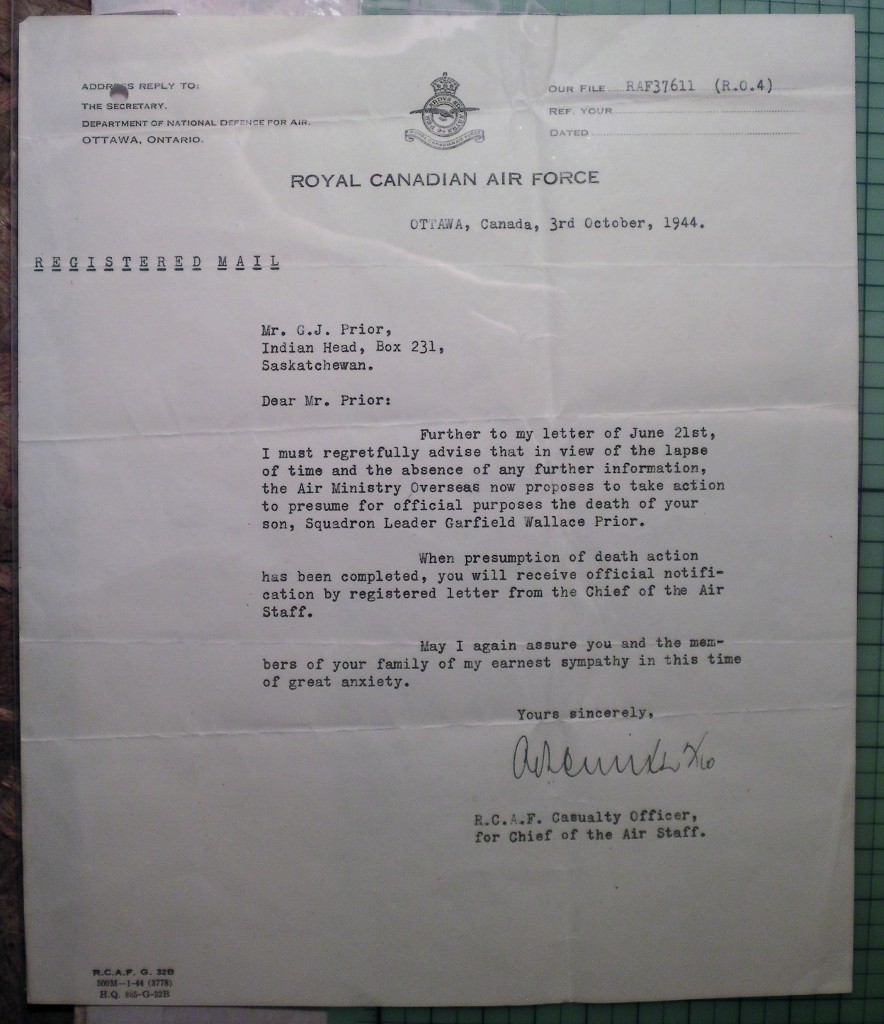 ADDRESS REPLY TO:
THE SECRETARY,
DEPARTMENT OF NATIONAL DEFENCE FOR AIR.
OTTAWA, ONTARIO.
OUR FILE RAF37611 (R.O.4)
REF. YOUR
DATED
ROYAL CANADIAN AIR FORCE
OTTAWA, Canada, 3rd October, 1944.
REGISTERED MAIL
Mr. G.J. Prior,
Indian Head, Box 231,
Saskatchewan.
Dear Mr. Prior:
Further to my letter of June 21st,
I must regretfully advise that in view of the lapse
of time and the absence of any further information,
the Air Ministry Overseas now proposes to take action
to presume for official purposes the death of your
son, Squadron Leader Garfield Wallace Prior.
When presumption of death action
has been completed, you will receive official notifi-
cation by registered letter from the Chief of the Air
Staff.
May I again assure you and the mem-
bers of your family of my earnest sympathy in this time
of great anxiety.
Yours sincerely,
R.C.A.F. Casualty Officer,
for Chief of the Air Staff.
R.C.A.F. G. 32B
500M—1-44 (3778)
H.Q. 885-G-32B